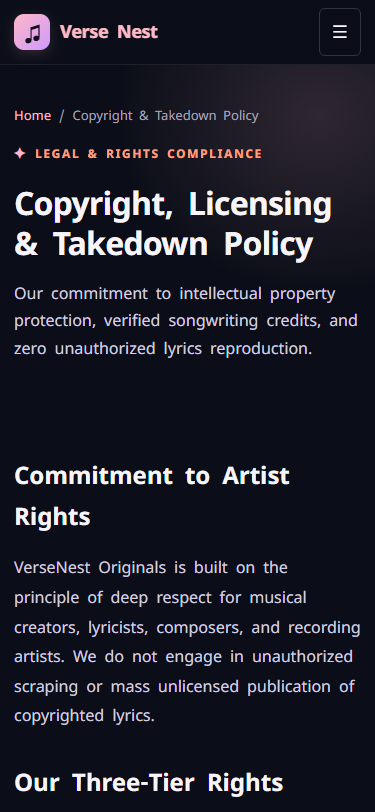 Verse Nest
Home / Copyright & Takedown Policy
✦ LEGAL & RIGHTS COMPLIANCE
Copyright, Licensing
& Takedown Policy
Our commitment to intellectual property
protection, verified songwriting credits, and
zero unauthorized lyrics reproduction.
Commitment to Artist
Rights
VerseNest Originals is built on the
principle of deep respect for musical
creators, lyricists, composers, and recording
artists. We do not engage in unauthorized
scraping or mass unlicensed publication of
copyrighted lyrics.
Our Three-Tier Rights